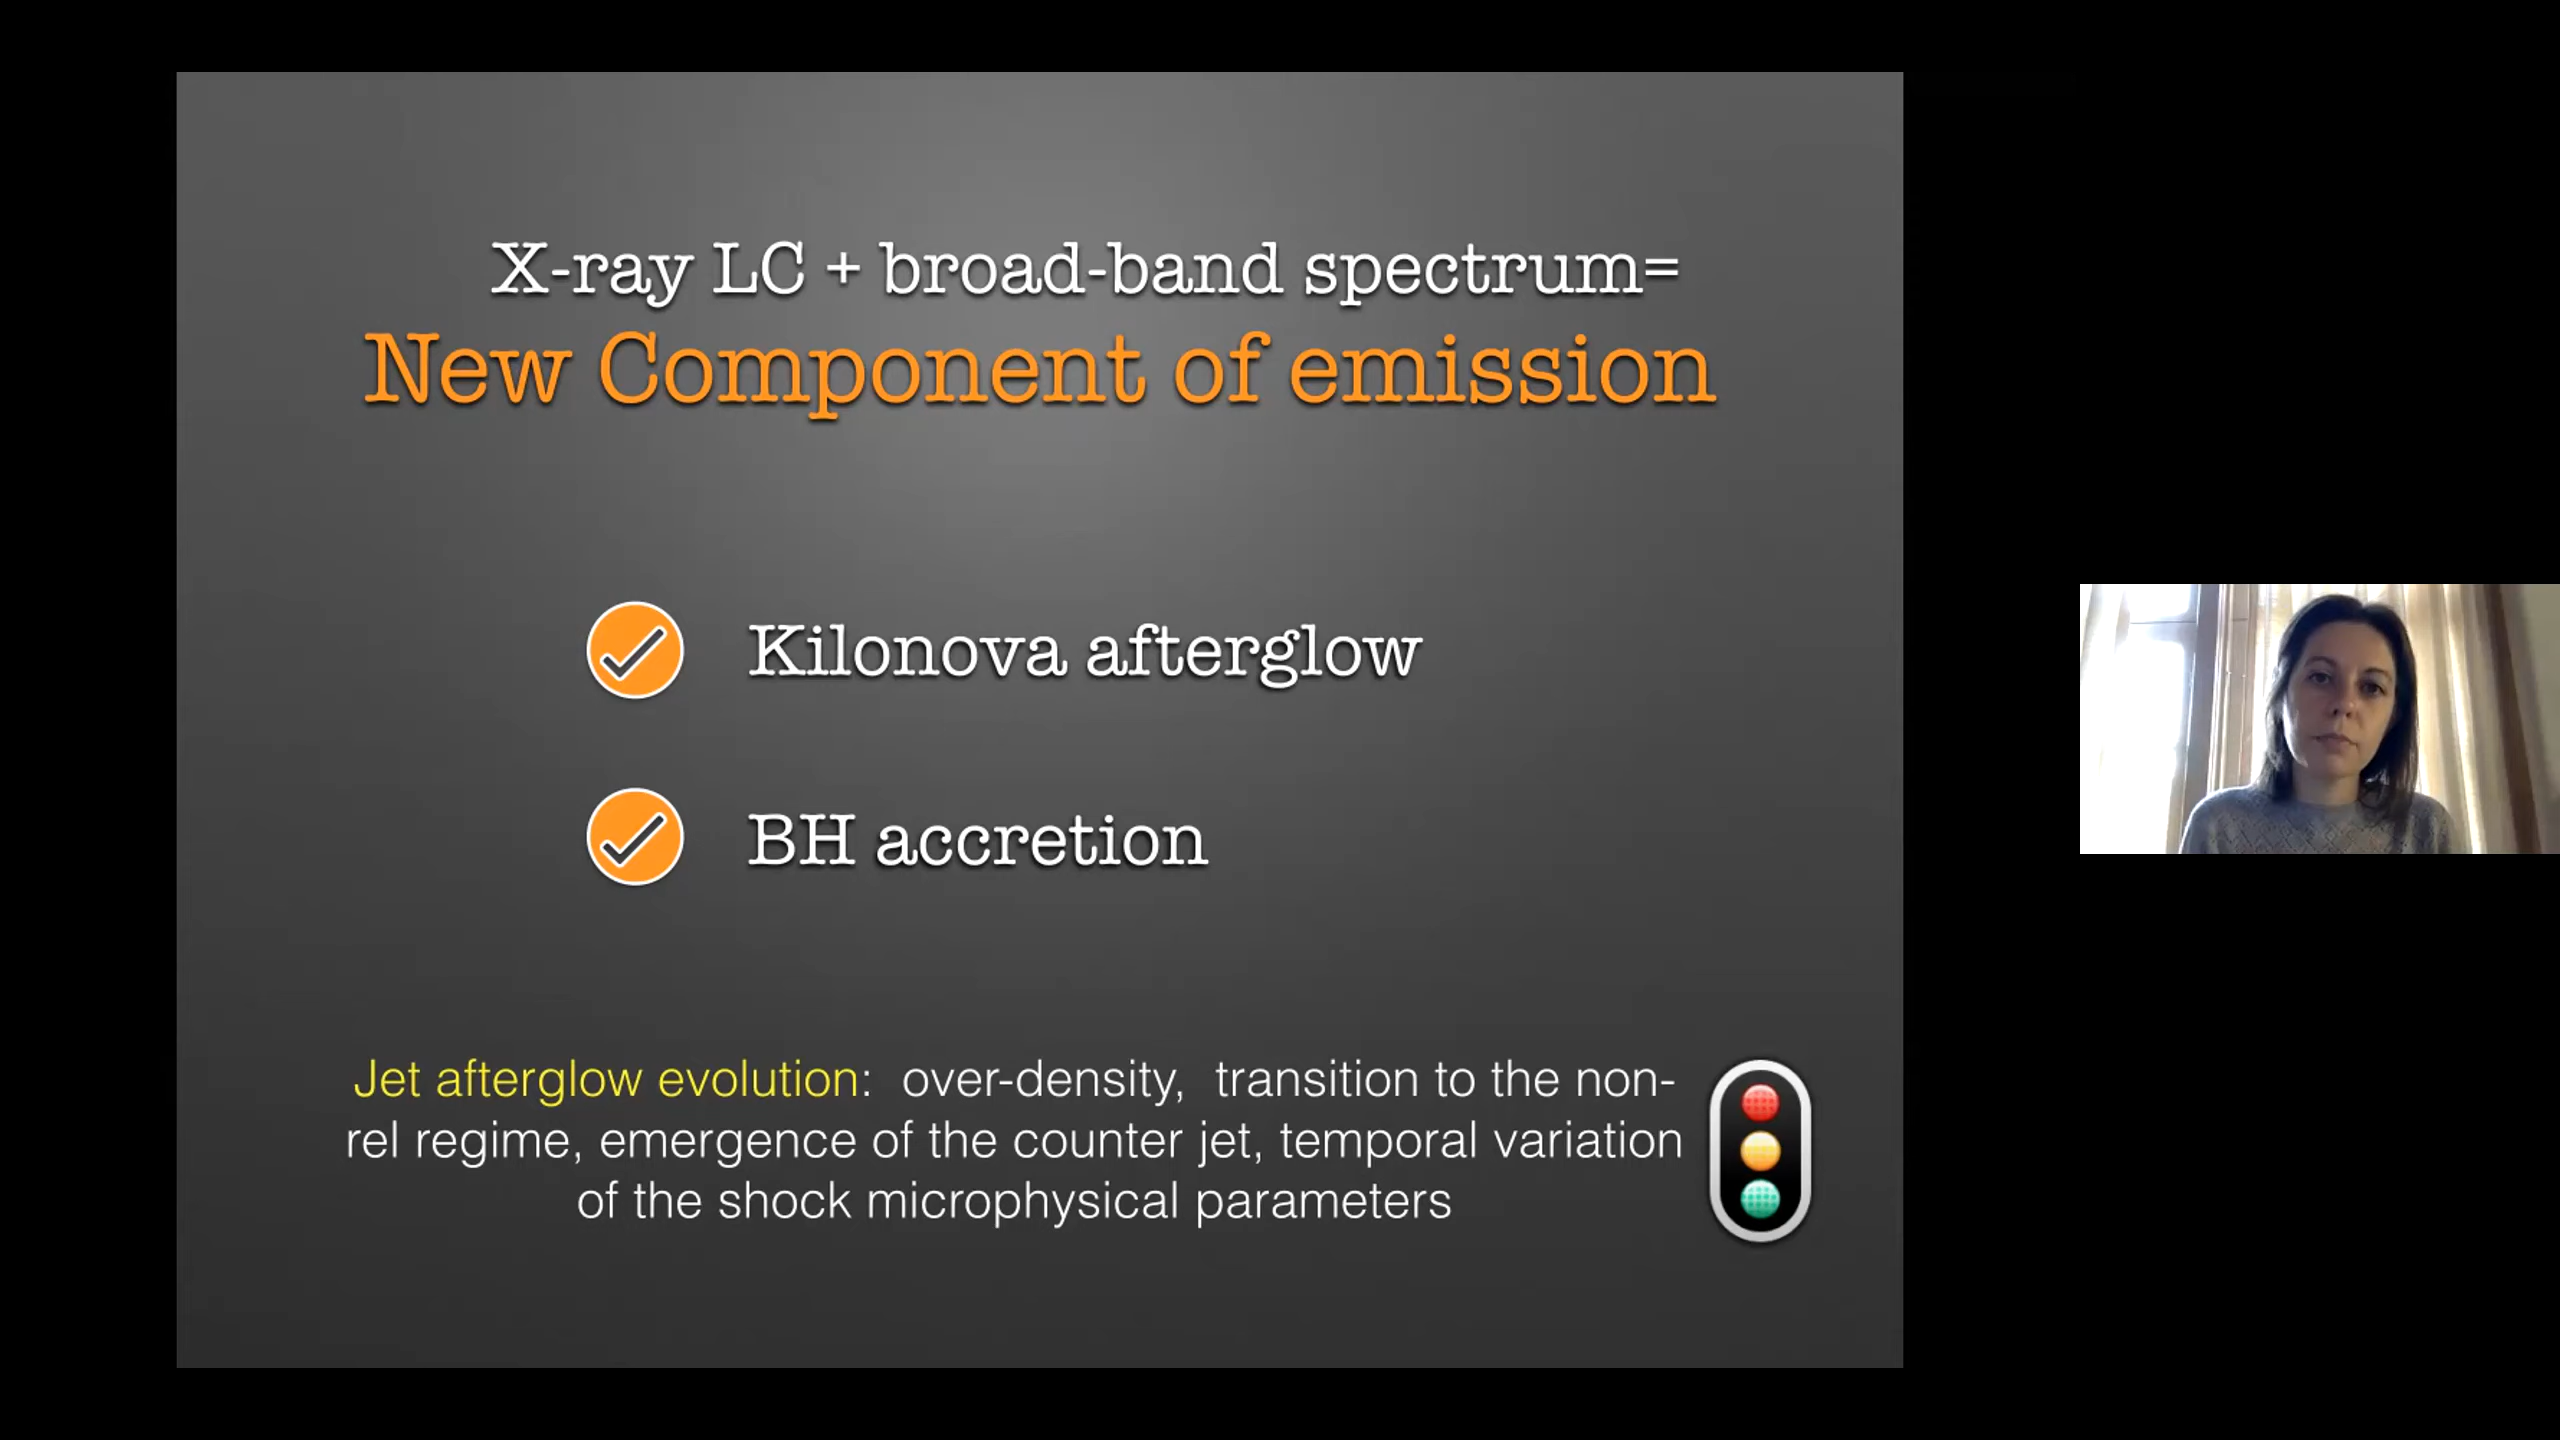 X-ray LC + broad-band spectrum=
New Component of emission
Kilonova afterglow
BH accretion
Jet afterglow evolution: over-density, transition to the non-
rel regime, emergence of the counter jet, temporal variation
of the shock microphysical parameters